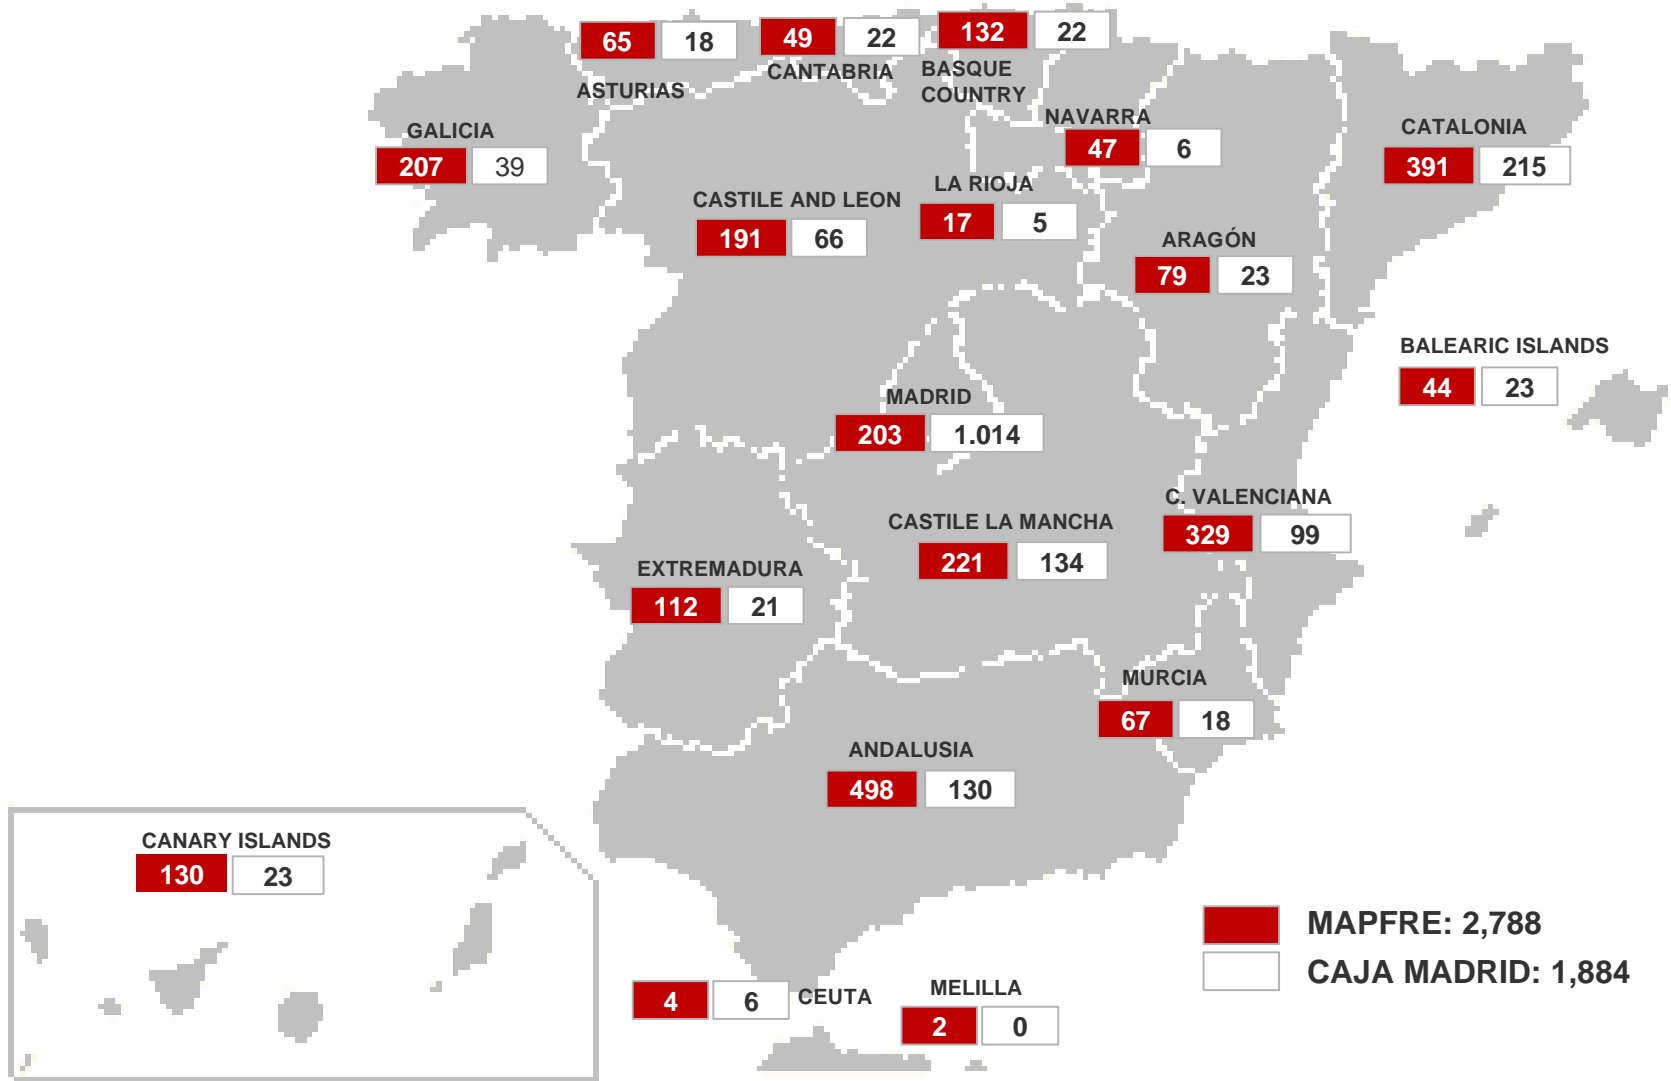 65 18
49 22
132 22
ASTURIAS
CANTABRIA
BASQUE
COUNTRY
GALICIA
207 39
NAVARRA
47 6
CATALONIA
391 215
CASTILE AND LEON
191 66
LA RIOJA
17 5
ARAGÓN
79 23
BALEARIC ISLANDS
44 23
MADRID
203 1.014
C. VALENCIANA
329 99
CASTILE LA MANCHA
221 134
EXTREMADURA
112 21
MURCIA
67 18
ANDALUSIA
498 130
CANARY ISLANDS
130 23
MAPFRE: 2,788
CAJA MADRID: 1,884
4 6 CEUTA
MELILLA
2 0